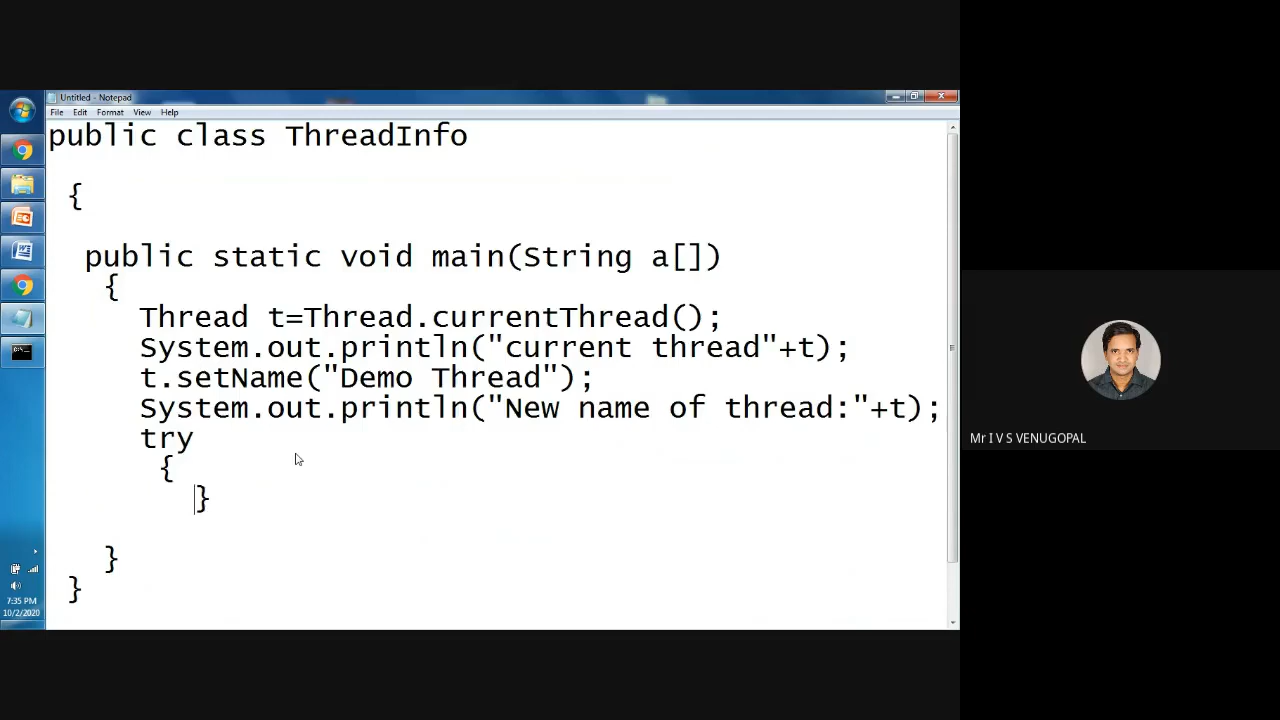 Untitled - Notepad
File Edit Format View Help
public class ThreadInfo
{
public static void main(String a[])
{
Thread t=Thread.currentThread();
System.out.println("current thread"+t);
t.setName("Demo Thread");
System.out.println("New name of thread:"+t);
try
{
}
}
}
7:35 PM
10/2/2020
Mr I V S VENUGOPAL